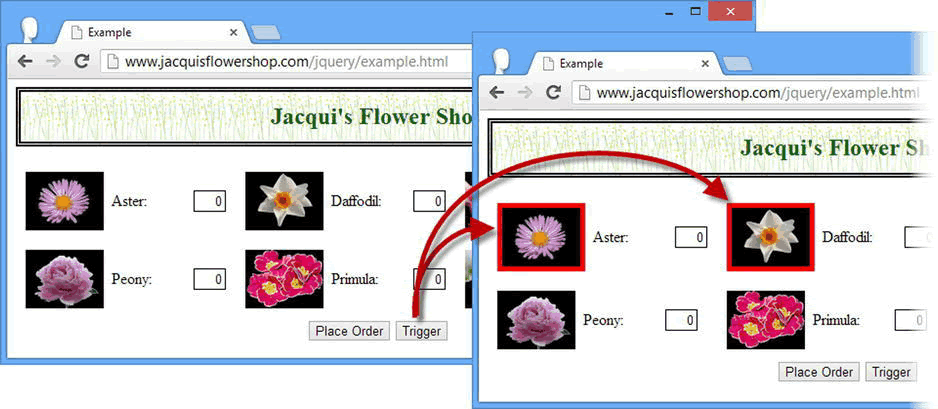 Example
www.jacquisflowershop.com/jquery/example.html
Jacqui's Flower Sho
Aster: 0 Daffodil: 0
Peony: 0 Primula: 0
Place Order Trigger
Example
www.jacquisflowershop.com/jquery/example.html
Jacqui's Flower Sh
Aster: 0 Daffodil: 0
Peony: 0 Primula: 0
Place Order Trigger